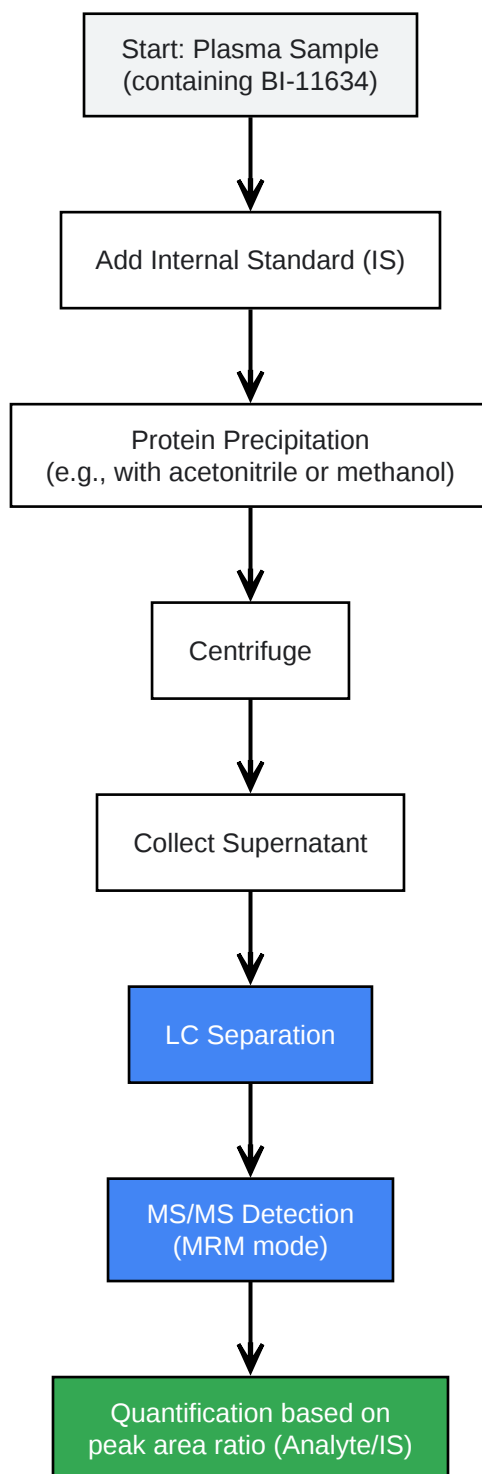 Start: Plasma Sample
(containing BI-11634)
Add Internal Standard (IS)
Protein Precipitation
(e.g., with acetonitrile or methanol)
Centrifuge
Collect Supernatant
LC Separation
MS/MS Detection
(MRM mode)
Quantification based on
peak area ratio (Analyte/IS)